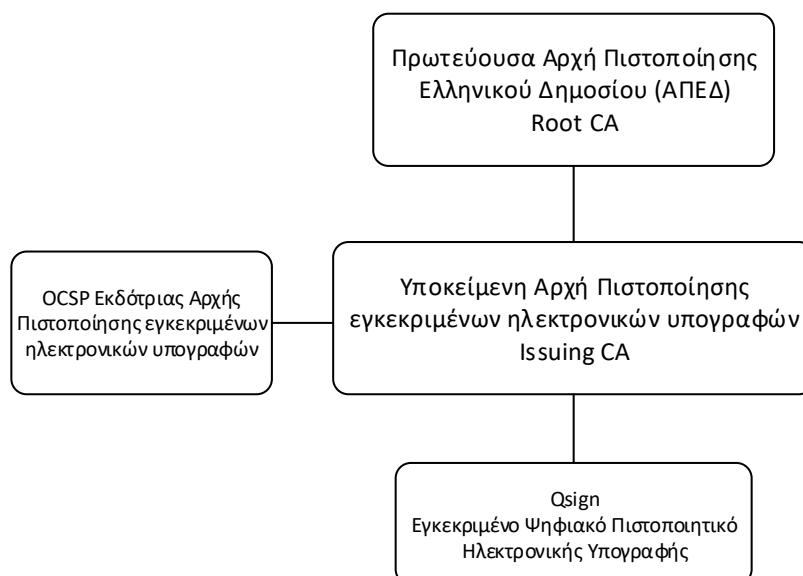 Πρωτεύουσα Αρχή Πιστοποίησης
Ελληνικού Δημοσίου (ΑΠΕΔ)
Root CA
OCSP Εκδότριας Αρχής
Πιστοποίησης εγκεκριμένων
ηλεκτρονικών υπογραφών
Υποκείμενη Αρχή Πιστοποίησης
εγκεκριμένων ηλεκτρονικών υπογραφών
Issuing CA
Qsign
Εγκεκριμένο Ψηφιακό Πιστοποιητικό
Ηλεκτρονικής Υπογραφής